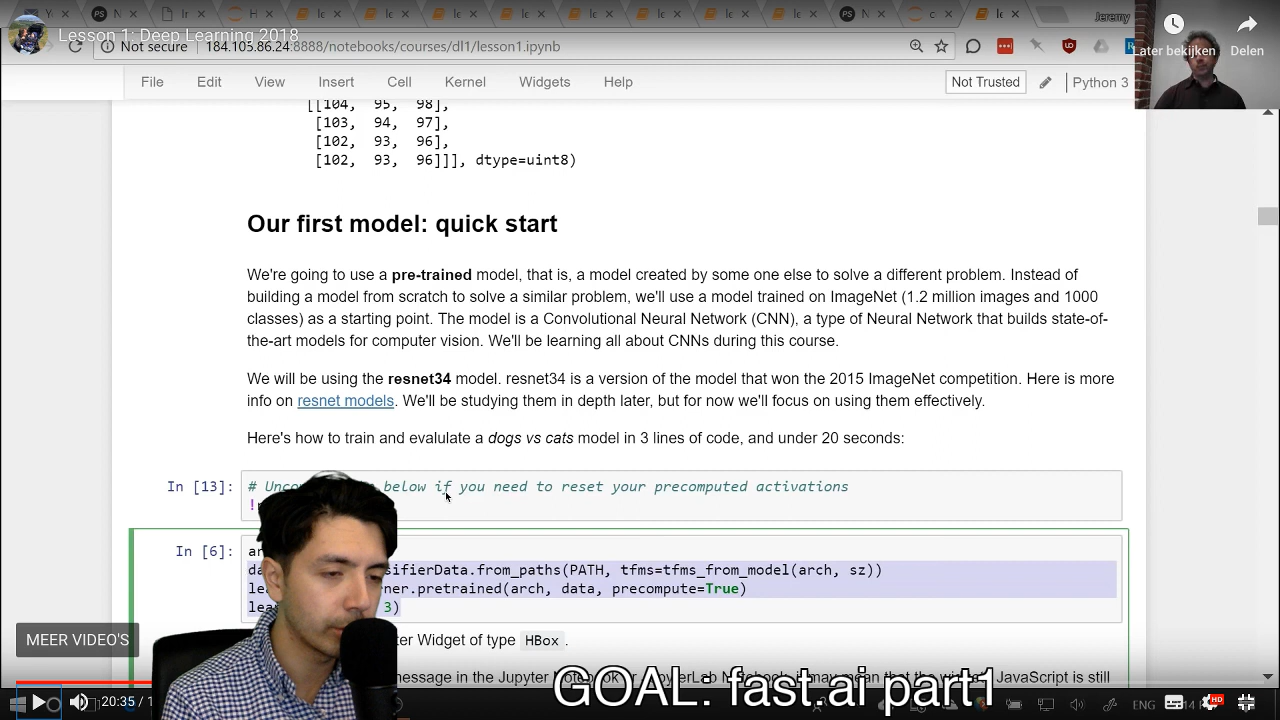 Lesson 1: Deep Learning 2018
Jeremy
Not secure 184.105.86.24:8888/notebooks/courses/dl1/lesson1.ipynb
Later bekijken
Delen
File Edit View Insert Cell Kernel Widgets Help
Not Trusted
Python 3
[[104, 95, 98],
[103, 94, 97],
[102, 93, 96],
[102, 93, 96]]], dtype=uint8)
Our first model: quick start
We're going to use a pre-trained model, that is, a model created by some one else to solve a different problem. Instead of
building a model from scratch to solve a similar problem, we'll use a model trained on ImageNet (1.2 million images and 1000
classes) as a starting point. The model is a Convolutional Neural Network (CNN), a type of Neural Network that builds state-of-
the-art models for computer vision. We'll be learning all about CNNs during this course.
We will be using the resnet34 model. resnet34 is a version of the model that won the 2015 ImageNet competition. Here is more
info on resnet models. We'll be studying them in depth later, but for now we'll focus on using them effectively.
Here's how to train and evalulate a dogs vs cats model in 3 lines of code, and under 20 seconds:
In [13]:
# below if you need to reset your precomputed activations
!
In [6]:
sifierData.from_paths(PATH, tfms=tfms_from_model(arch, sz))
ner.pretrained(arch, data, precompute=True)
3)
MEER VIDEO'S
Widget of type HBox.
message in the Jupyter
JavaScript is still
GOAL: fast.ai part1
20:35 / 1
HD
ENG